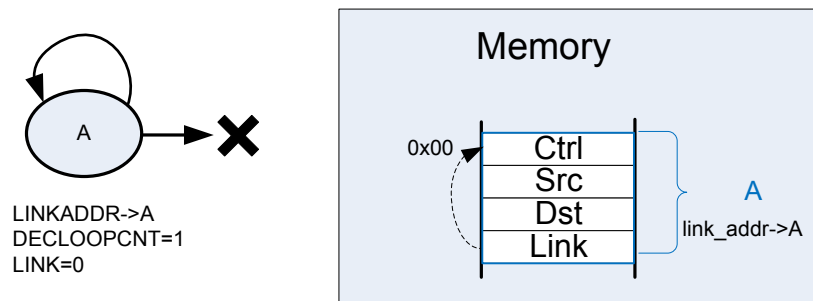 A
LINKADDR->A
DECLOOPCNT=1
LINK=0
Memory
0x00
Ctrl
Src
Dst
Link
A
link_addr->A